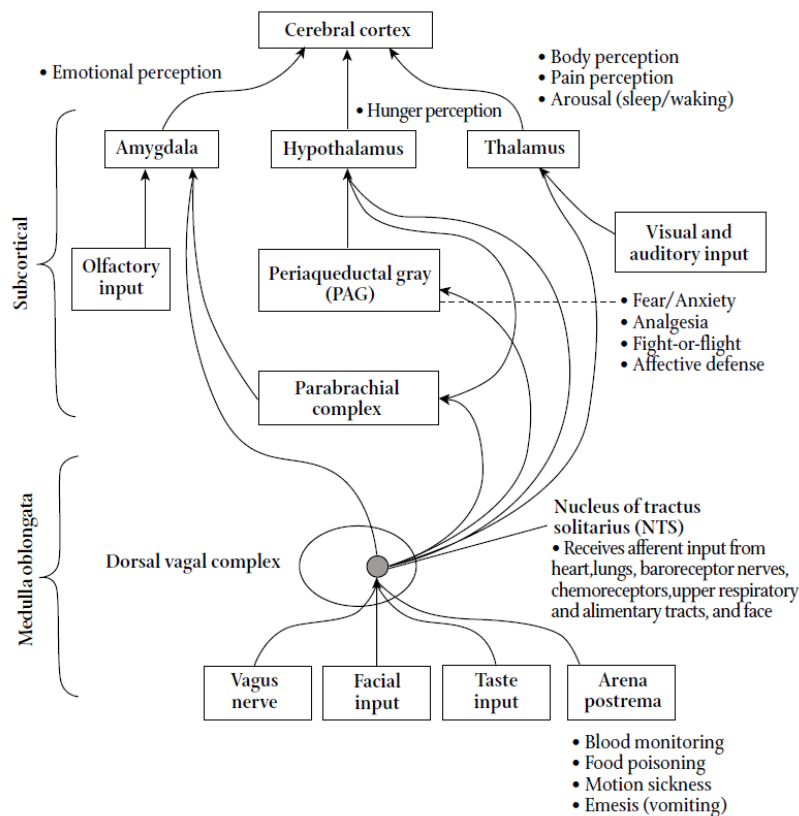 Cerebral cortex
• Emotional perception
• Body perception
• Pain perception
• Arousal (sleep/waking)
• Hunger perception
Amygdala
Hypothalamus
Thalamus
Subcortical
Visual and
auditory input
Olfactory
input
Periaqueductal gray
(PAG)
• Fear/Anxiety
• Analgesia
• Fight-or-flight
• Affective defense
Parabrachial
complex
Medulla oblongata
Nucleus of tractus
solitarius (NTS)
• Receives afferent input from
heart,lungs, baroreceptor nerves,
chemoreceptors,upper respiratory
and alimentary tracts, and face
Dorsal vagal complex
Vagus
nerve
Facial
input
Taste
input
Arena
postrema
• Blood monitoring
• Food poisoning
• Motion sickness
• Emesis (vomiting)